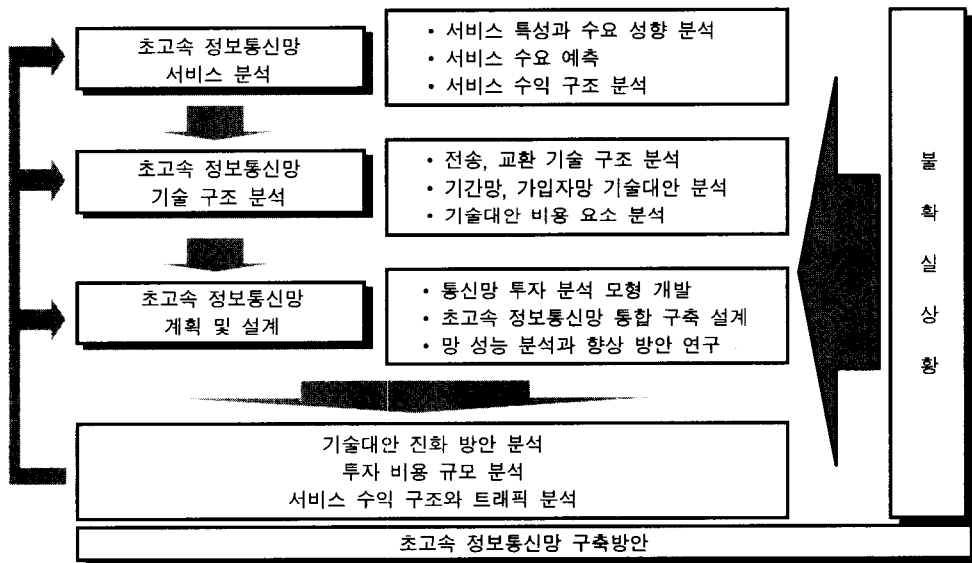 초고속 정보통신망
서비스 분석
• 서비스 특성과 수요 성향 분석
• 서비스 수요 예측
• 서비스 수익 구조 분석
초고속 정보통신망
기술 구조 분석
• 전송, 교환 기술 구조 분석
• 기간망, 가입자망 기술대안 분석
• 기술대안 비용 요소 분석
초고속 정보통신망
계획 및 설계
• 통신망 투자 분석 모형 개발
• 초고속 정보통신망 통합 구축 설계
• 망 성능 분석과 향상 방안 연구
기술대안 진화 방안 분석
투자 비용 규모 분석
서비스 수익 구조와 트래픽 분석
불
확
실
상
황
초고속 정보통신망 구축방안